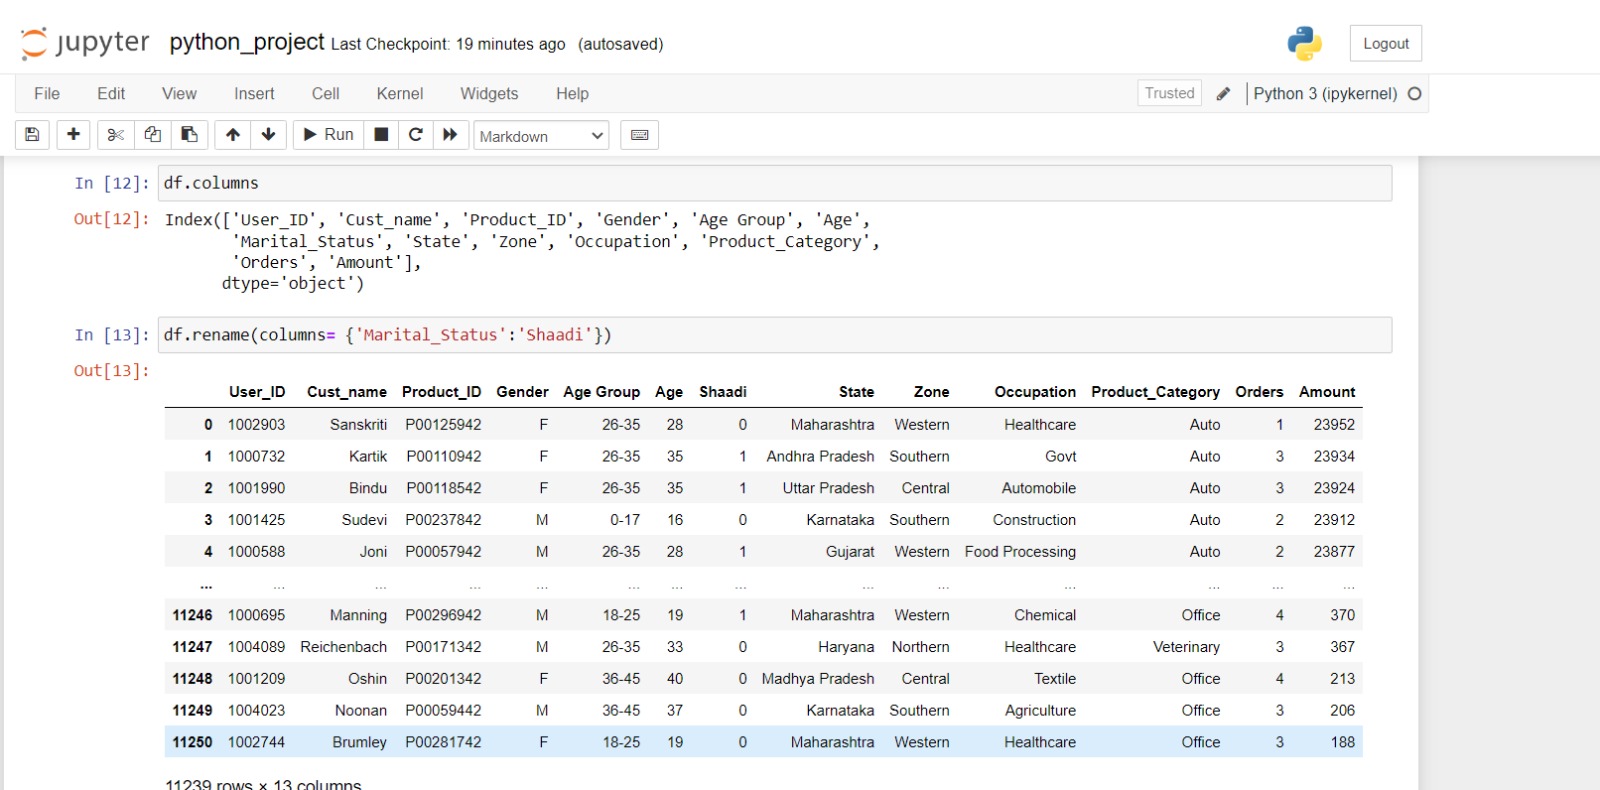 jupyter python_project Last Checkpoint: 19 minutes ago (autosaved) Logout
File Edit View Insert Cell Kernel Widgets Help Trusted Python 3 (ipykernel)
Run Markdown
In [12]: df.columns
Out[12]: Index(['User_ID', 'Cust_name', 'Product_ID', 'Gender', 'Age Group', 'Age',
'Marital_Status', 'State', 'Zone', 'Occupation', 'Product_Category',
'Orders', 'Amount'],
dtype='object')
In [13]: df.rename(columns= {'Marital_Status':'Shaadi'})
Out[13]:
User_ID Cust_name Product_ID Gender Age Group Age Shaadi State Zone Occupation Product_Category Orders Amount
0 1002903 Sanskriti P00125942 F 26-35 28 0 Maharashtra Western Healthcare Auto 1 23952
1 1000732 Kartik P00110942 F 26-35 35 1 Andhra Pradesh Southern Govt Auto 3 23934
2 1001990 Bindu P00118542 F 26-35 35 1 Uttar Pradesh Central Automobile Auto 3 23924
3 1001425 Sudevi P00237842 M 0-17 16 0 Karnataka Southern Construction Auto 2 23912
4 1000588 Joni P00057942 M 26-35 28 1 Gujarat Western Food Processing Auto 2 23877
... ... ... ... ... ... ... ... ... ... ... ... ... ...
11246 1000695 Manning P00296942 M 18-25 19 1 Maharashtra Western Chemical Office 4 370
11247 1004089 Reichenbach P00171342 M 26-35 33 0 Haryana Northern Healthcare Veterinary 3 367
11248 1001209 Oshin P00201342 F 36-45 40 0 Madhya Pradesh Central Textile Office 4 213
11249 1004023 Noonan P00059442 M 36-45 37 0 Karnataka Southern Agriculture Office 3 206
11250 1002744 Brumley P00281742 F 18-25 19 0 Maharashtra Western Healthcare Office 3 188
11239 rows × 13 columns